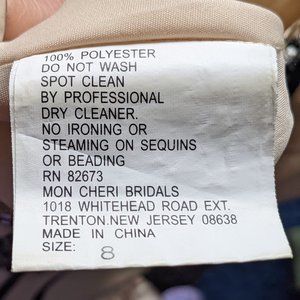 100% POLYESTER
DO NOT WASH
SPOT CLEAN
BY PROFESSIONAL
DRY CLEANER.
NO IRONING OR
STEAMING ON SEQUINS
OR BEADING
RN 82673
MON CHERI BRIDALS
1018 WHITEHEAD ROAD EXT.
TRENTON.NEW JERSEY 08638
MADE IN CHINA
SIZE: 8